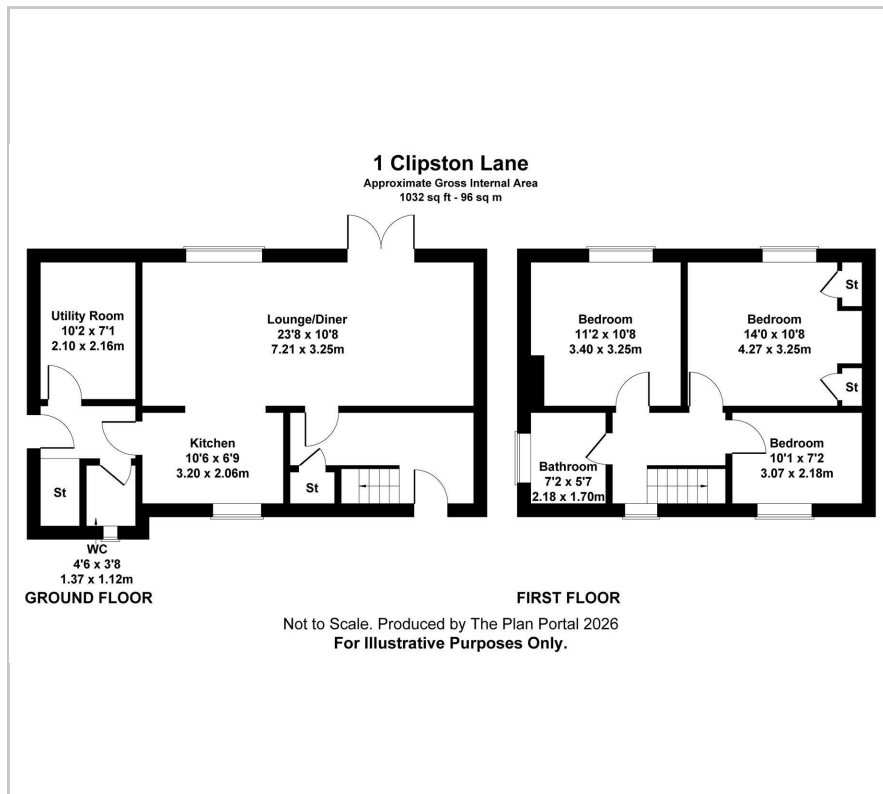 1 Clipston Lane
Approximate Gross Internal Area
1032 sq ft - 96 sq m
Utility Room
10'2 x 7'1
2.10 x 2.16m
Lounge/Diner
23'8 x 10'8
7.21 x 3.25m
Kitchen
10'6 x 6'9
3.20 x 2.06m
St
St
WC
4'6 x 3'8
1.37 x 1.12m
GROUND FLOOR
Bedroom
11'2 x 10'8
3.40 x 3.25m
Bedroom
14'0 x 10'8
4.27 x 3.25m
St
St
Bathroom
7'2 x 5'7
2.18 x 1.70m
Bedroom
10'1 x 7'2
3.07 x 2.18m
FIRST FLOOR
Not to Scale. Produced by The Plan Portal 2026
For Illustrative Purposes Only.